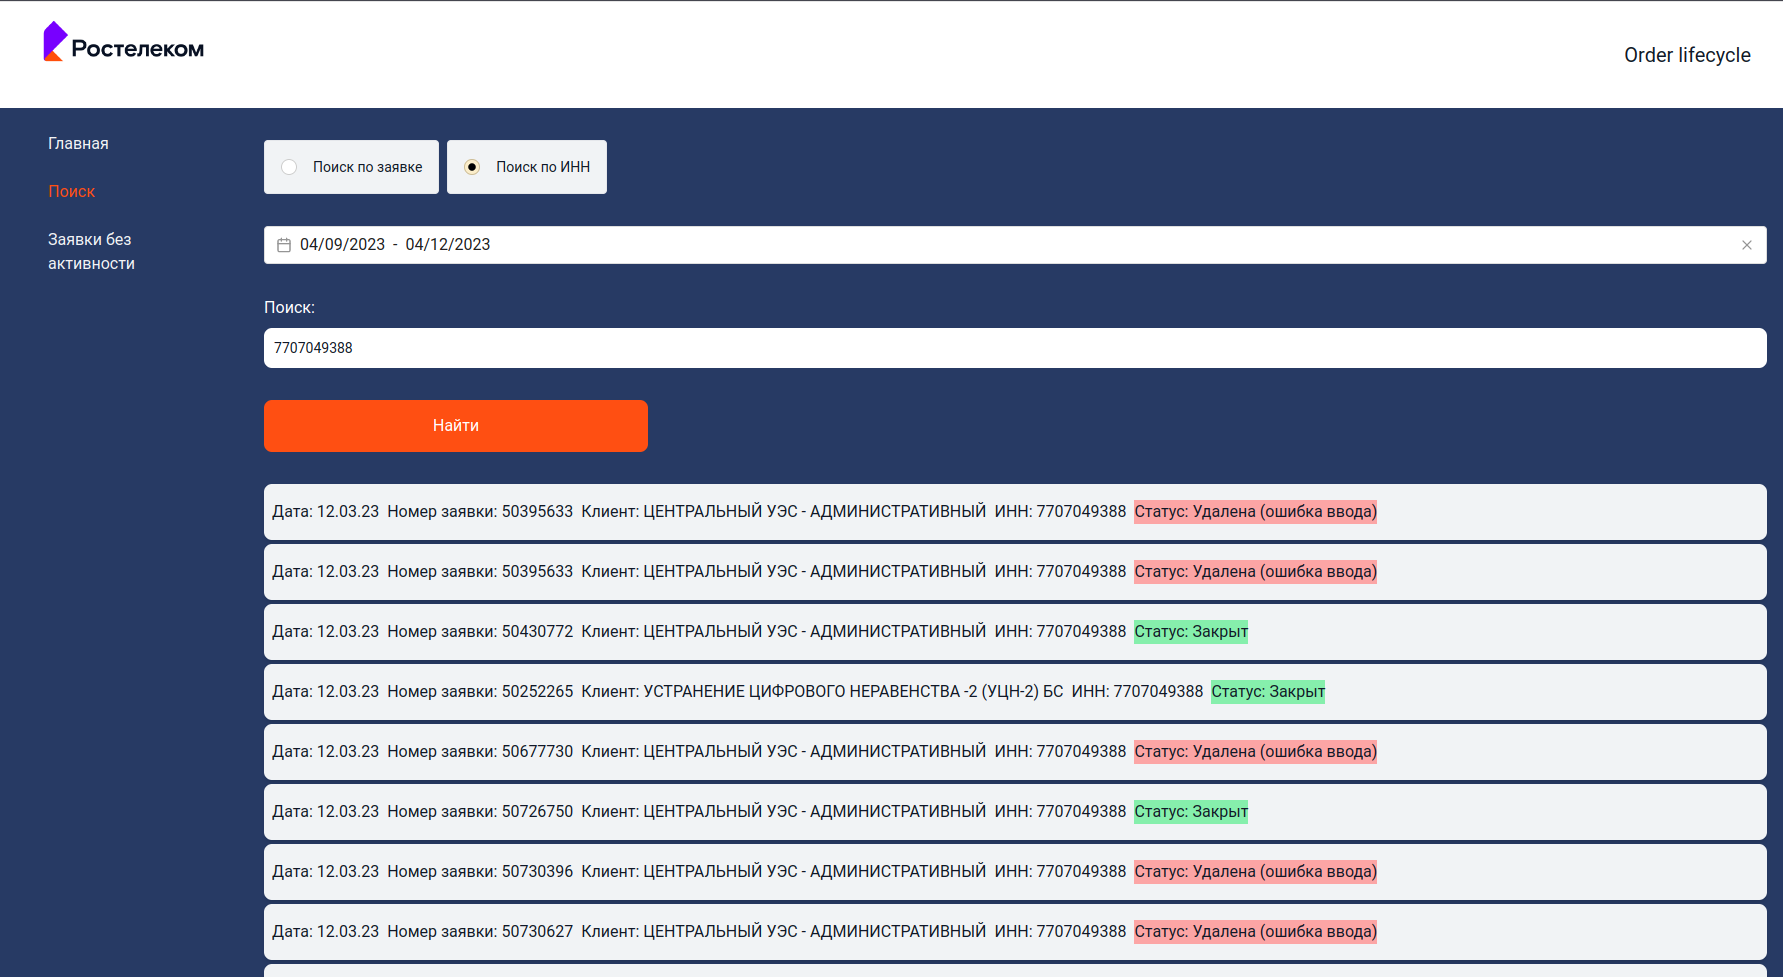 Ростелеком
Order lifecycle
Главная
Поиск
Заявки без
активности
Поиск по заявке
Поиск по ИНН
04/09/2023 - 04/12/2023
Поиск:
7707049388
Найти
Дата: 12.03.23 Номер заявки: 50395633 Клиент: ЦЕНТРАЛЬНЫЙ УЭС - АДМИНИСТРАТИВНЫЙ ИНН: 7707049388 Статус: Удалена (ошибка ввода)
Дата: 12.03.23 Номер заявки: 50395633 Клиент: ЦЕНТРАЛЬНЫЙ УЭС - АДМИНИСТРАТИВНЫЙ ИНН: 7707049388 Статус: Удалена (ошибка ввода)
Дата: 12.03.23 Номер заявки: 50430772 Клиент: ЦЕНТРАЛЬНЫЙ УЭС - АДМИНИСТРАТИВНЫЙ ИНН: 7707049388 Статус: Закрыт
Дата: 12.03.23 Номер заявки: 50252265 Клиент: УСТРАНЕНИЕ ЦИФРОВОГО НЕРАВЕНСТВА -2 (УЦН-2) БС ИНН: 7707049388 Статус: Закрыт
Дата: 12.03.23 Номер заявки: 50677730 Клиент: ЦЕНТРАЛЬНЫЙ УЭС - АДМИНИСТРАТИВНЫЙ ИНН: 7707049388 Статус: Удалена (ошибка ввода)
Дата: 12.03.23 Номер заявки: 50726750 Клиент: ЦЕНТРАЛЬНЫЙ УЭС - АДМИНИСТРАТИВНЫЙ ИНН: 7707049388 Статус: Закрыт
Дата: 12.03.23 Номер заявки: 50730396 Клиент: ЦЕНТРАЛЬНЫЙ УЭС - АДМИНИСТРАТИВНЫЙ ИНН: 7707049388 Статус: Удалена (ошибка ввода)
Дата: 12.03.23 Номер заявки: 50730627 Клиент: ЦЕНТРАЛЬНЫЙ УЭС - АДМИНИСТРАТИВНЫЙ ИНН: 7707049388 Статус: Удалена (ошибка ввода)